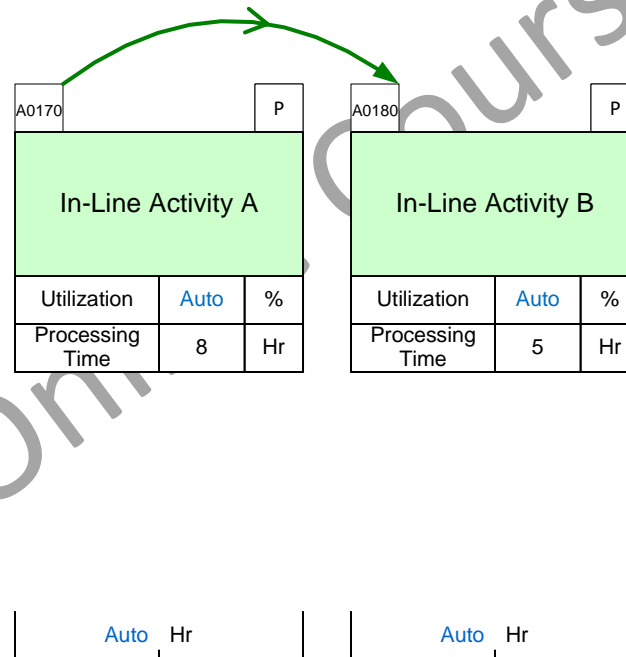 A0170 P A0180 P
In-Line Activity A In-Line Activity B
Utilization Auto % Utilization Auto %
Processing Time 8 Hr Processing Time 5 Hr
Auto Hr Auto Hr